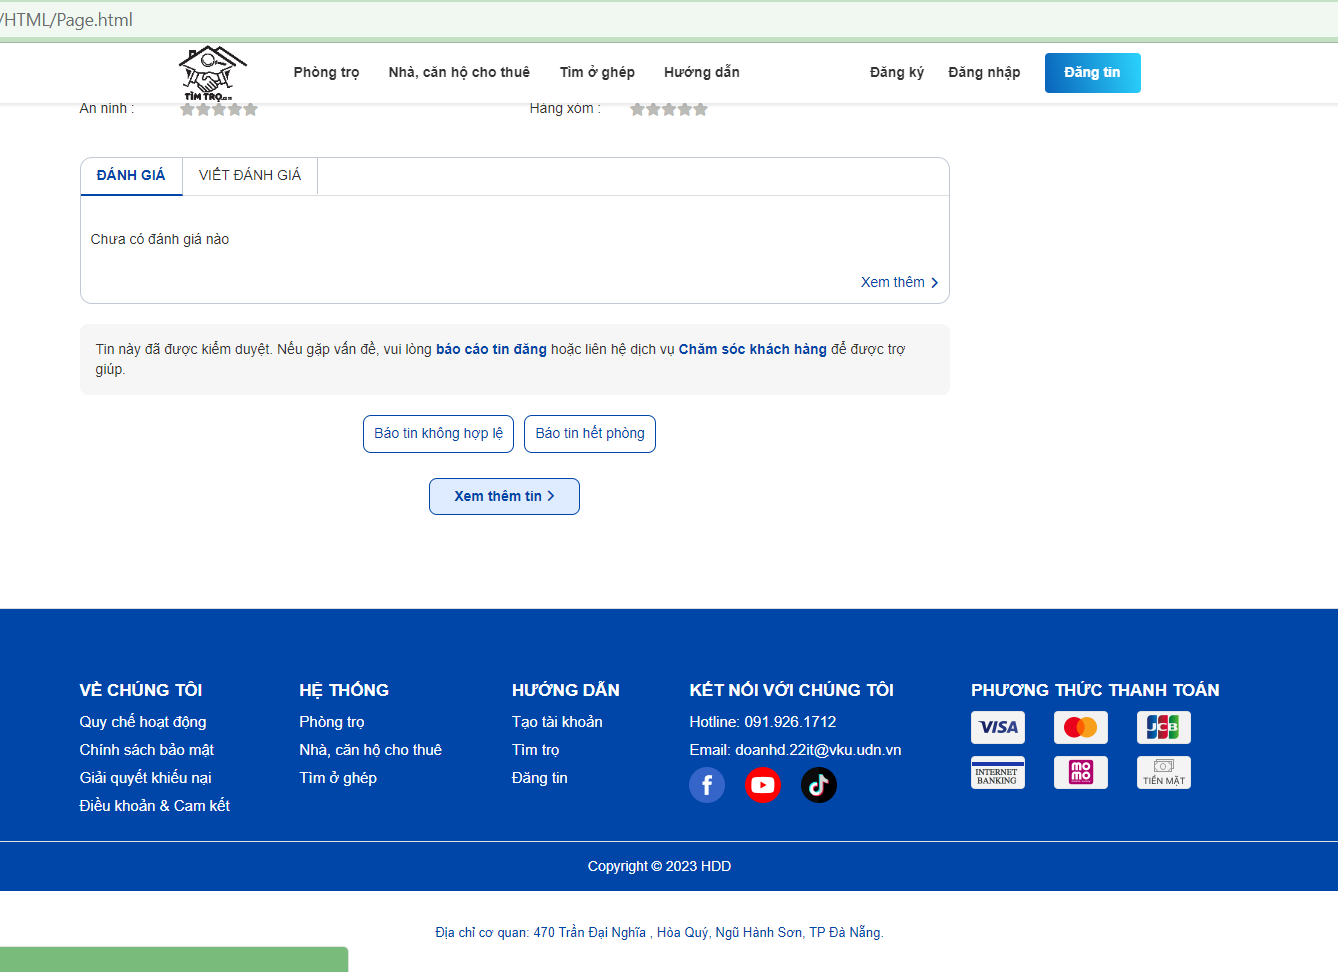 /HTML/Page.html
TÌM TRỌ
Phòng trọ Nhà, căn hộ cho thuê Tìm ở ghép Hướng dẫn Đăng ký Đăng nhập Đăng tin
An ninh : Hàng xóm :
ĐÁNH GIÁ VIẾT ĐÁNH GIÁ
Chưa có đánh giá nào
Xem thêm
Tin này đã được kiểm duyệt. Nếu gặp vấn đề, vui lòng báo cáo tin đăng hoặc liên hệ dịch vụ Chăm sóc khách hàng để được trợ
giúp.
Báo tin không hợp lệ Báo tin hết phòng
Xem thêm tin
VỀ CHÚNG TÔI
Quy chế hoạt động
Chính sách bảo mật
Giải quyết khiếu nại
Điều khoản & Cam kết
HỆ THỐNG
Phòng trọ
Nhà, căn hộ cho thuê
Tìm ở ghép
HƯỚNG DẪN
Tạo tài khoản
Tìm trọ
Đăng tin
KẾT NỐI VỚI CHÚNG TÔI
Hotline: 091.926.1712
Email: doanhd.22it@vku.udn.vn
PHƯƠNG THỨC THANH TOÁN
VISA JCB
INTERNET
BANKING
MO
MO
TIỀN MẶT
Copyright © 2023 HDD
Địa chỉ cơ quan: 470 Trần Đại Nghĩa , Hòa Quý, Ngũ Hành Sơn, TP Đà Nẵng.